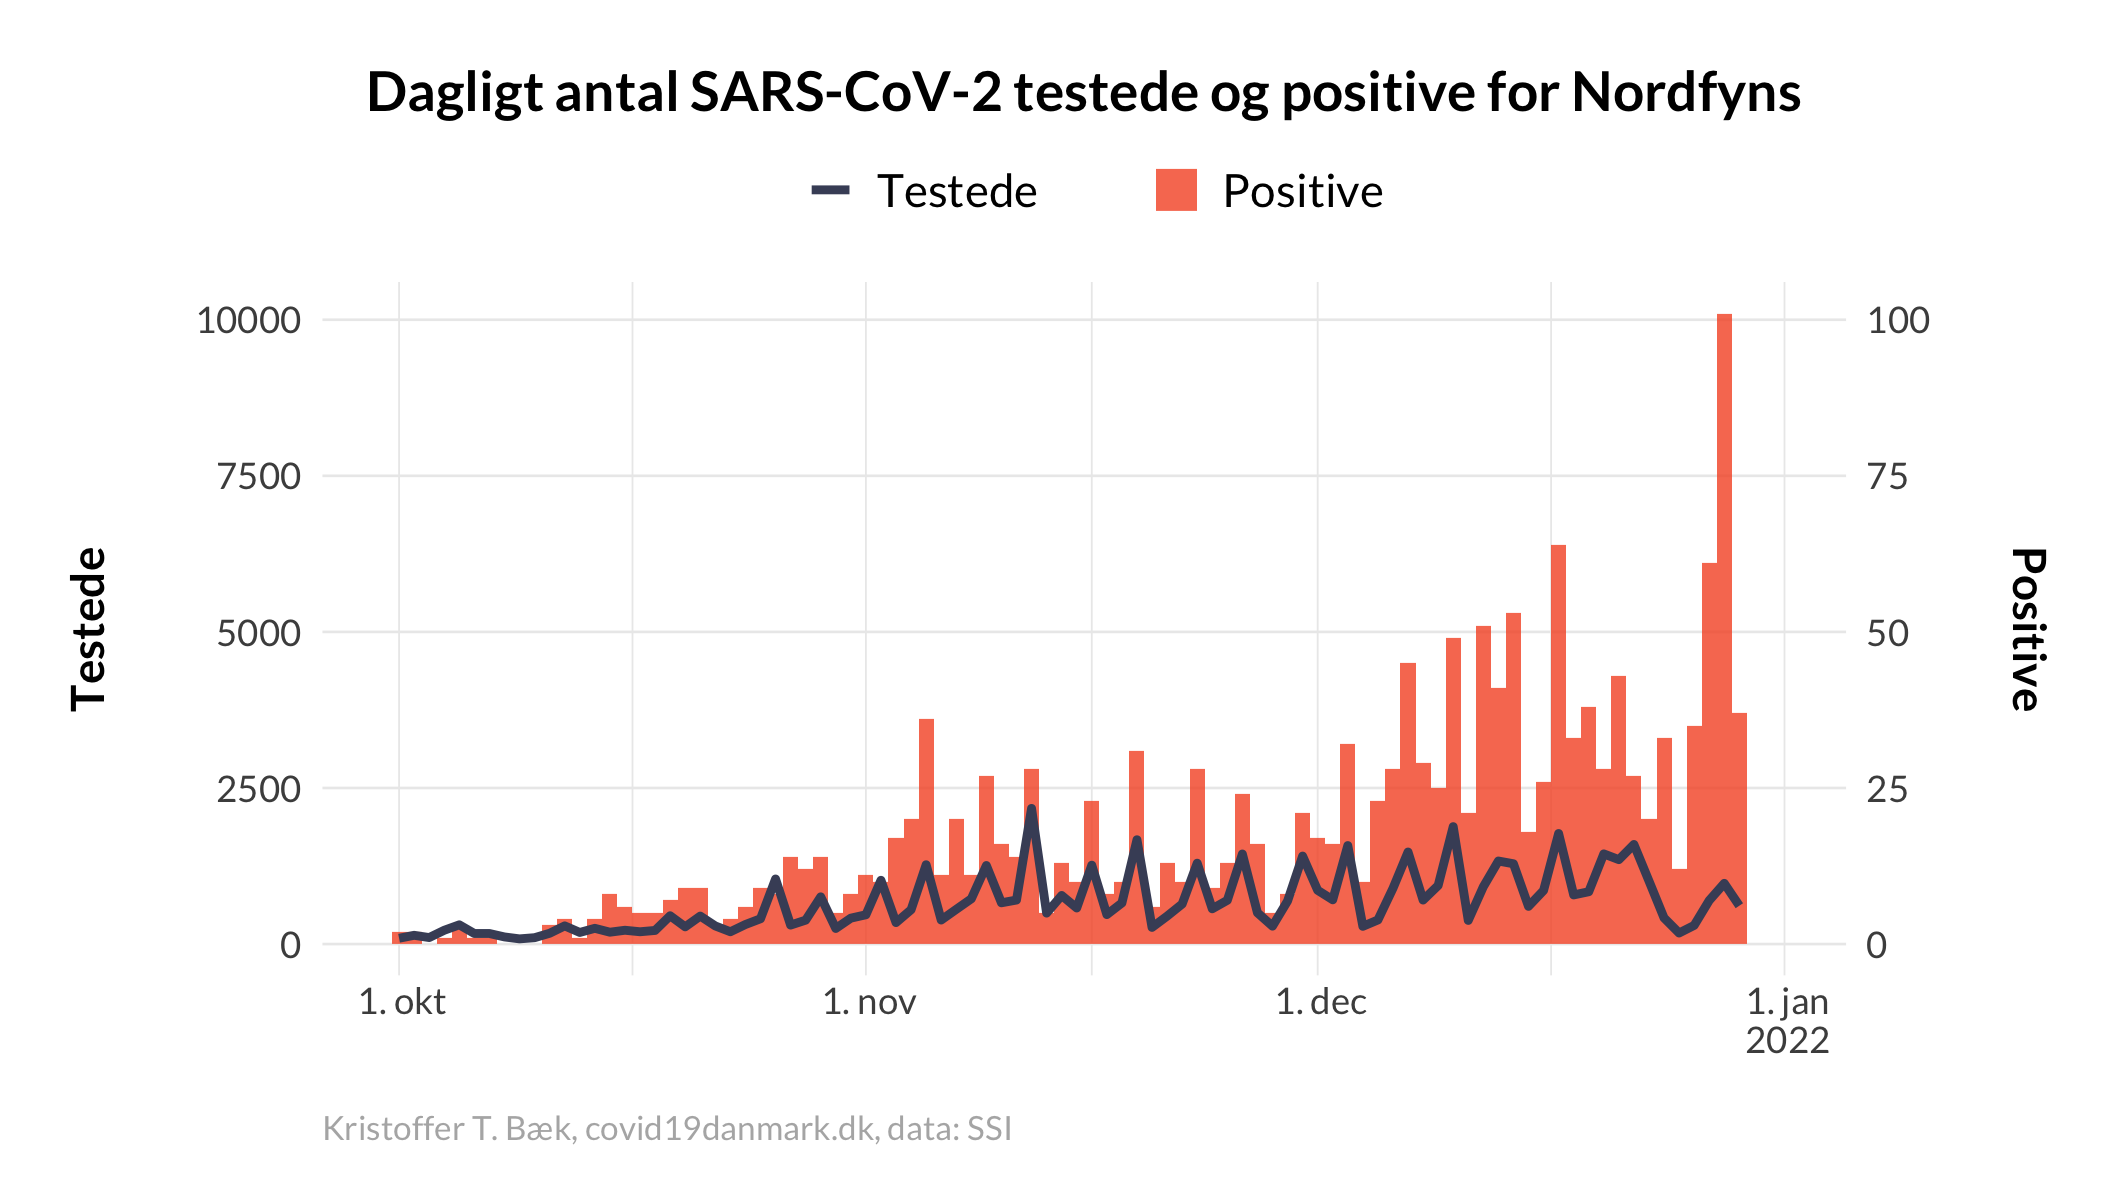 Dagligt antal SARS-CoV-2 testede og positive for Nordfyns
Testede
Positive
10000
7500
5000
2500
0
Testede
100
75
50
25
0
Positive
1. okt
1. nov
1. dec
1. jan
2022
Kristoffer T. Bæk, covid19danmark.dk, data: SSI